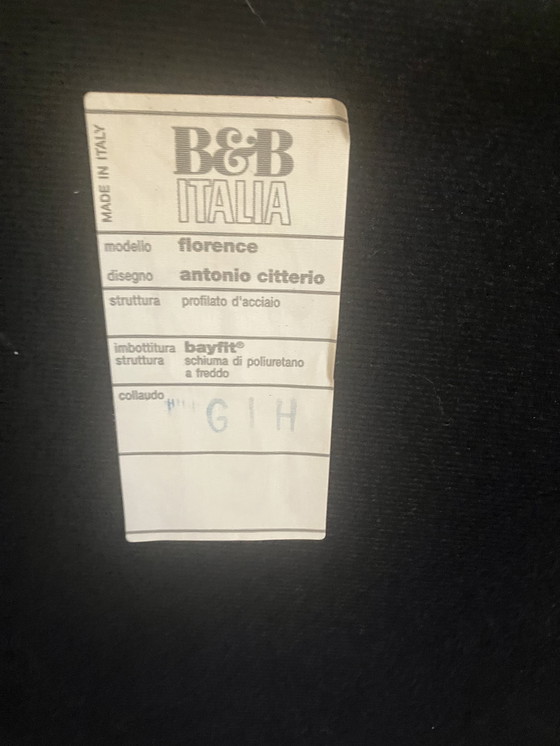 MADE IN ITALY
B&B
ITALIA
modello florence
disegno antonio citterio
struttura profilato d'acciaio
imbottitura bayfit®
struttura schiuma di poliuretano
a freddo
collaudo
G I H